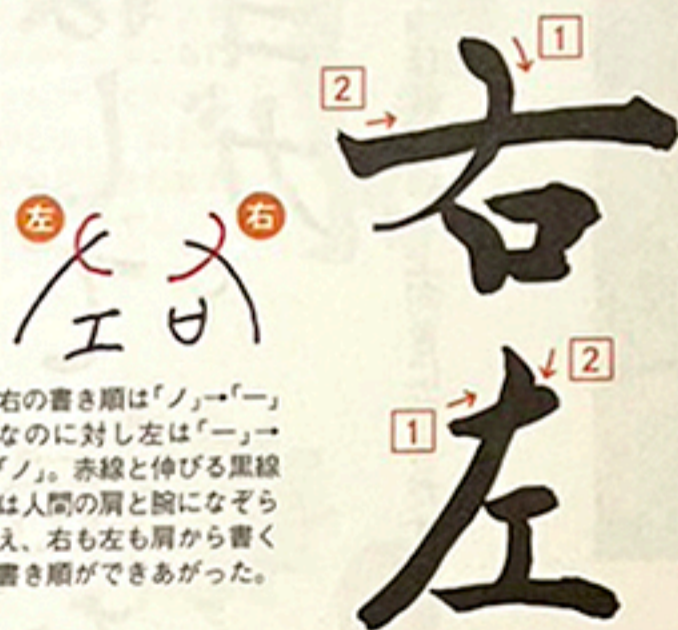 1
2
右
左
右
エ
口
2
1
左
右の書き順は「ノ」→「一」
なのに対し左は「一」→
「ノ」。赤線と伸びる黒線
は人間の肩と腕になぞら
え、右も左も肩から書く
書き順ができあがった。